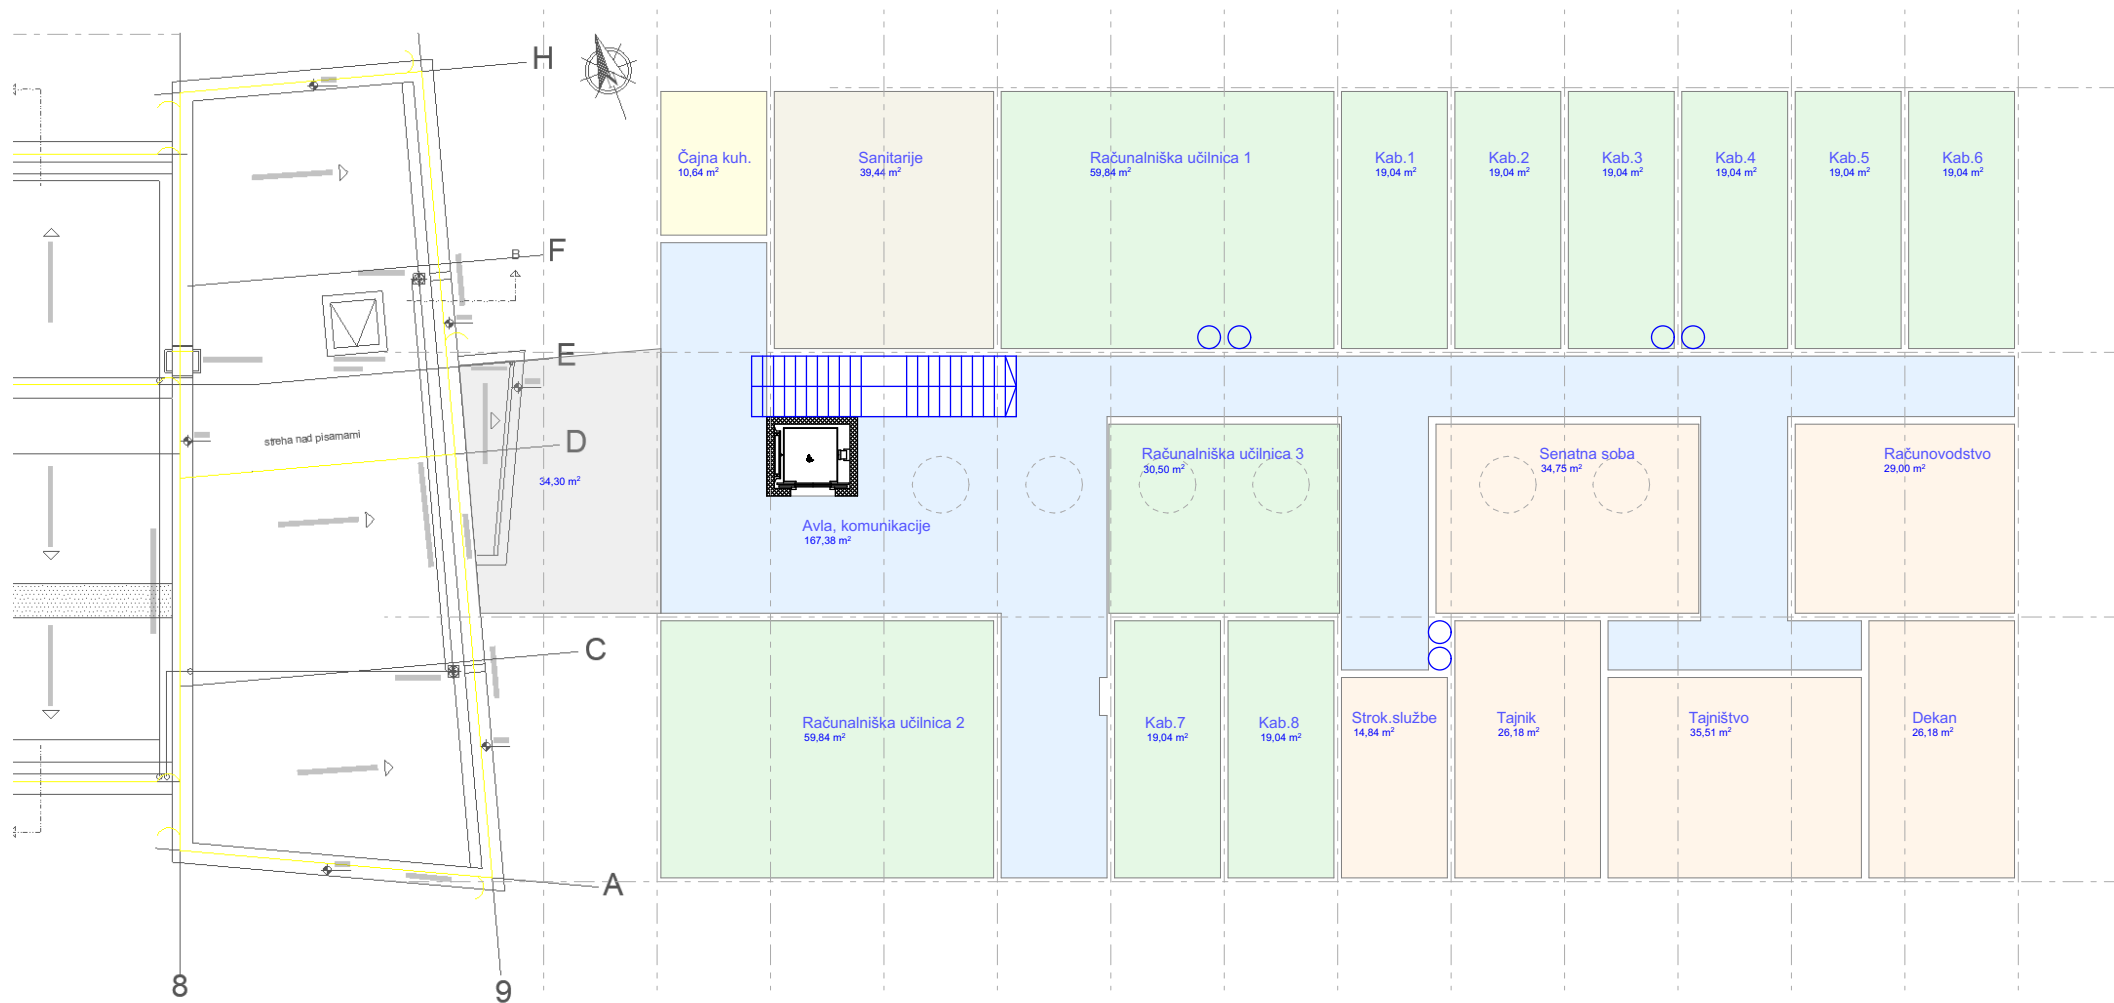 H
Čajna kuh.
10,64 m²
Sanitarije
39,44 m²
Računalniška učilnica 1
59,84 m²
Kab.1
19,04 m²
Kab.2
19,04 m²
Kab.3
19,04 m²
Kab.4
19,04 m²
Kab.5
19,04 m²
Kab.6
19,04 m²
F
B
E
D
streha nad pisarnami
34,30 m²
Računalniška učilnica 3
30,50 m²
Senatna soba
34,75 m²
Računovodstvo
29,00 m²
Avla, komunikacije
167,38 m²
C
Računalniška učilnica 2
59,84 m²
Kab.7
19,04 m²
Kab.8
19,04 m²
Strok.službe
14,84 m²
Tajnik
26,18 m²
Tajništvo
35,51 m²
Dekan
26,18 m²
A
8
9